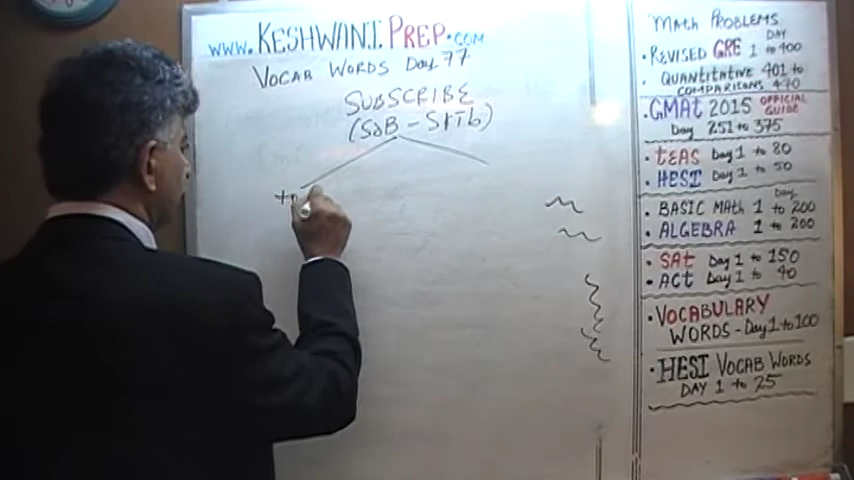 www.KESHWANI.PREP.COM
VOCAB WORDS DAY 77
SUBSCRIBE
(SƏB-SKRĪb)
to
MATH PROBLEMS
DAY
• REVISED GRE 1 to 400
• QUANTITATIVE 401 to
COMPARISONS 470
GMAT 2015 OFFICIAL
GUIDE
Day 251 to 375
• tEAS Day 1 to 80
• HESI Day 1 to 50
Day
• BASIC MAth 1 to 200
• ALGEBRA 1 to 200
• SAt Day 1 to 150
• ACt Day 1 to 40
• VOCABULARY
WORDS - Day 1 to 100
• HESI VOCAB WORDS
DAY 1 to 25